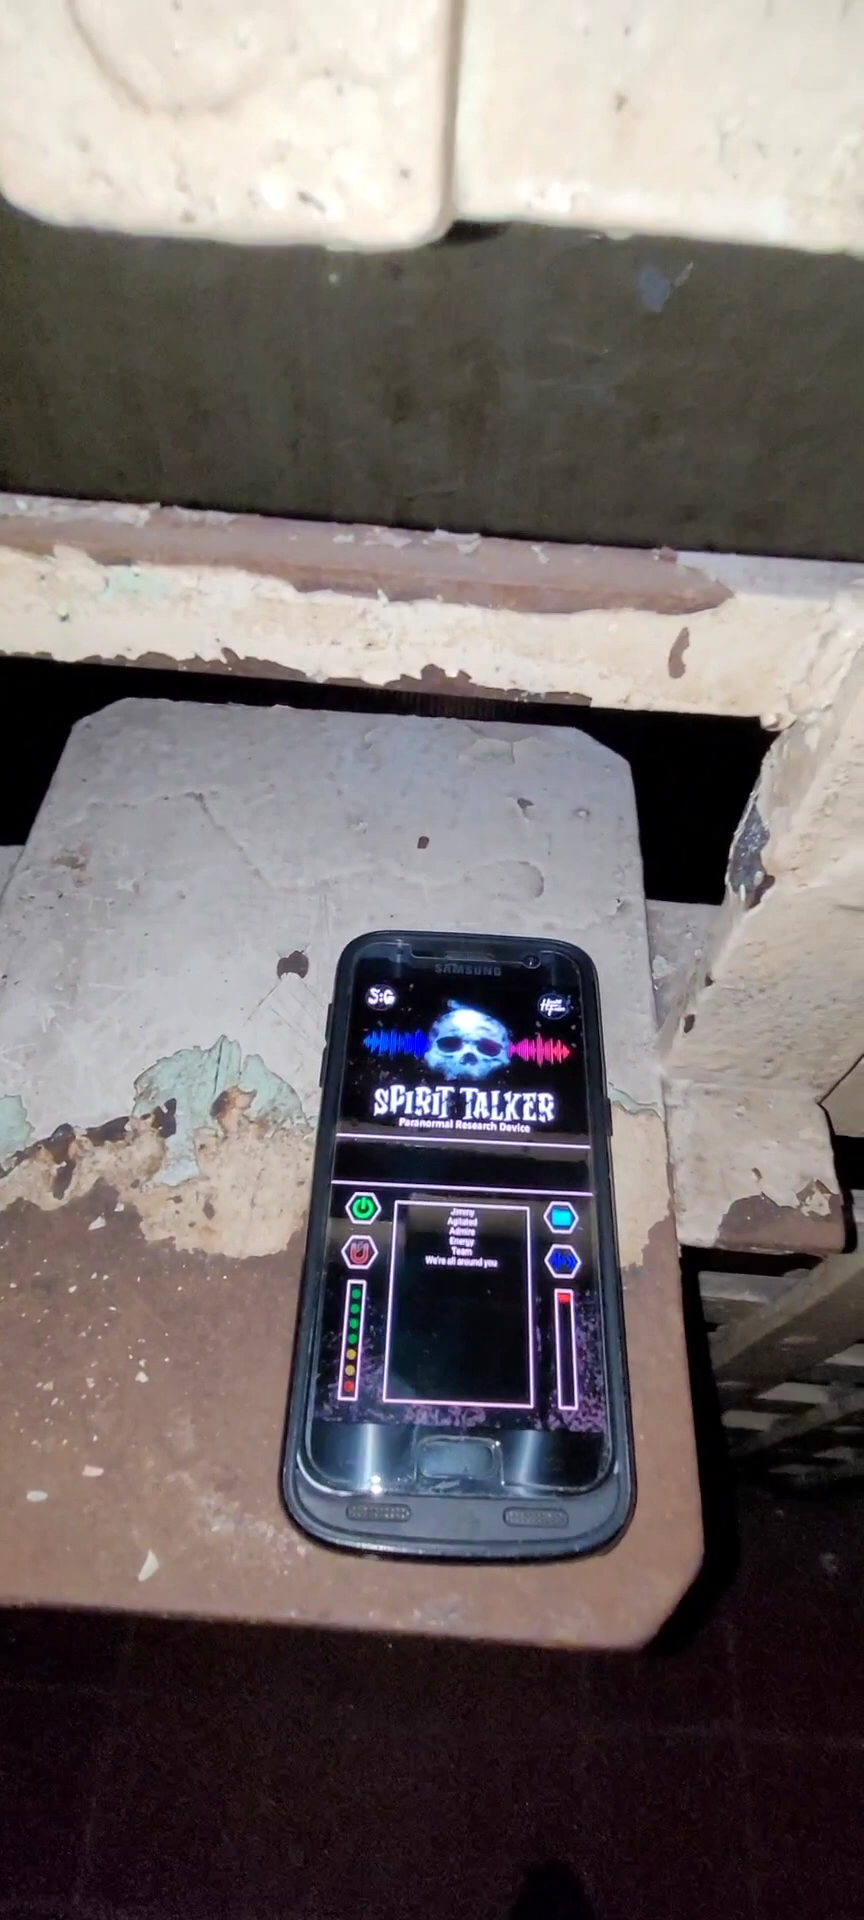 SAMSUNG
S:G
SPIRIT TALKER
Paranormal Research Device
Jimmy
Agitated
Admire
Energy
Team
We're all around you